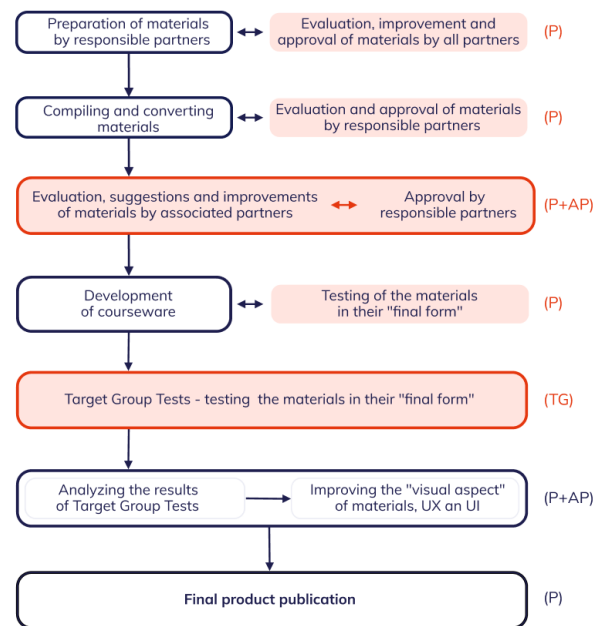 Preparation of materials
by responsible partners
Evaluation, improvement and
approval of materials by all partners
(P)
Compiling and converting
materials
Evaluation and approval of materials
by responsible partners
(P)
Evaluation, suggestions and improvements
of materials by associated partners
Approval by
responsible partners
(P+AP)
Development
of courseware
Testing of the materials
in their "final form"
(P)
Target Group Tests - testing the materials in their "final form"
(TG)
Analyzing the results
of Target Group Tests
Improving the "visual aspect"
of materials, UX an UI
(P+AP)
Final product publication
(P)